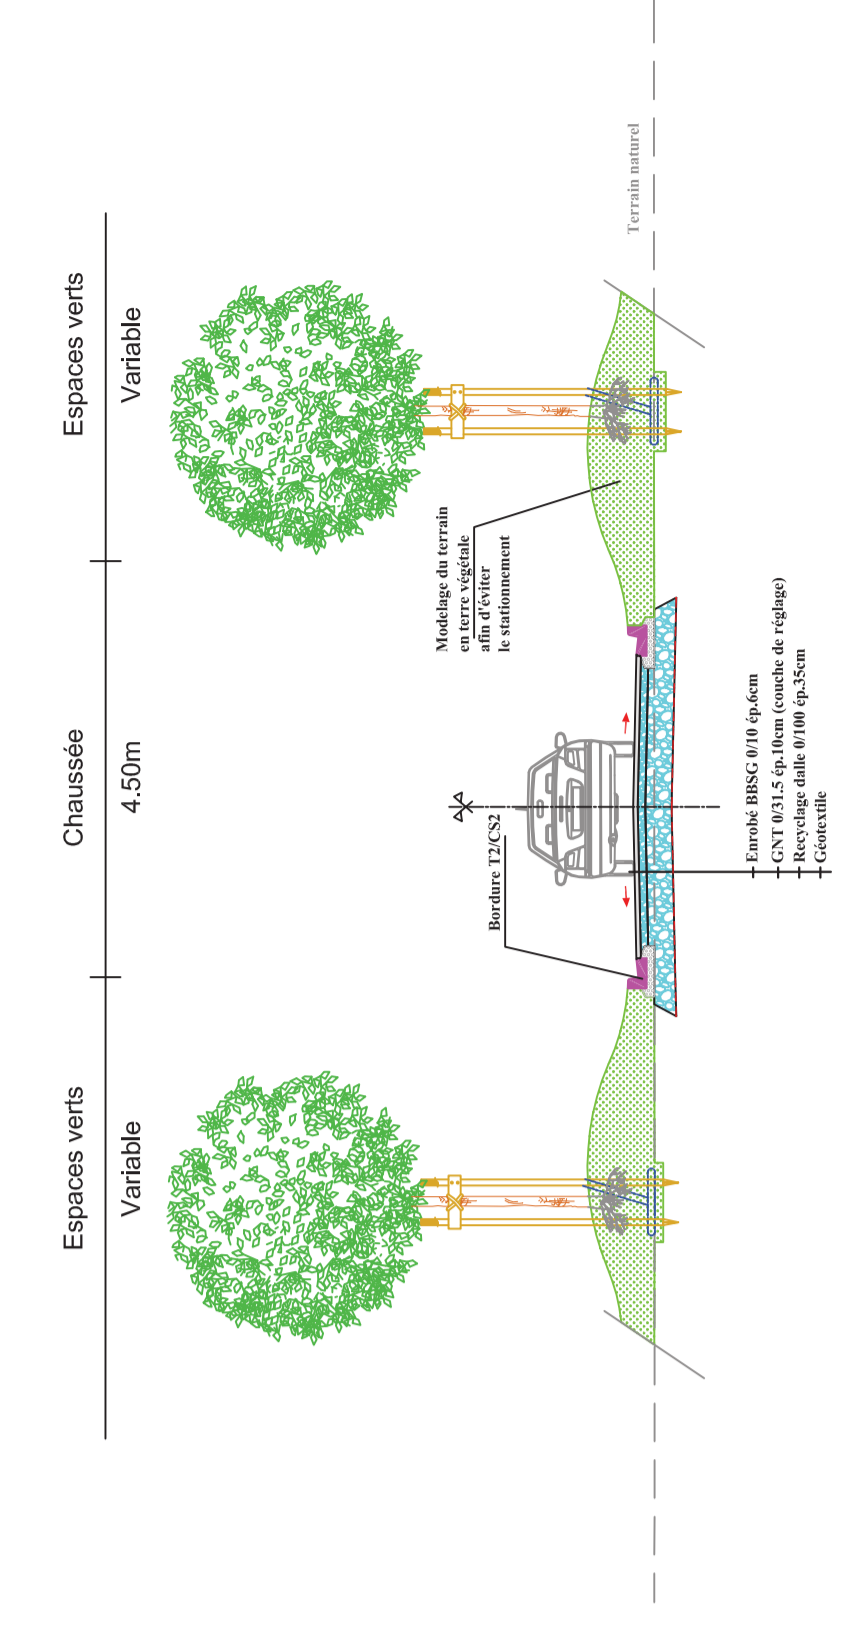 Espaces verts
Variable
Chaussée
4.50m
Espaces verts
Variable
Bordure T2/CS2
Modelage du terrain
en terre végétale
afin d'éviter
le stationnement
Terrain naturel
Enrobé BBSG 0/10 ép.6cm
GNT 0/31.5 ép.10cm (couche de réglage)
Recyclage dalle 0/100 ép.35cm
Géotextile